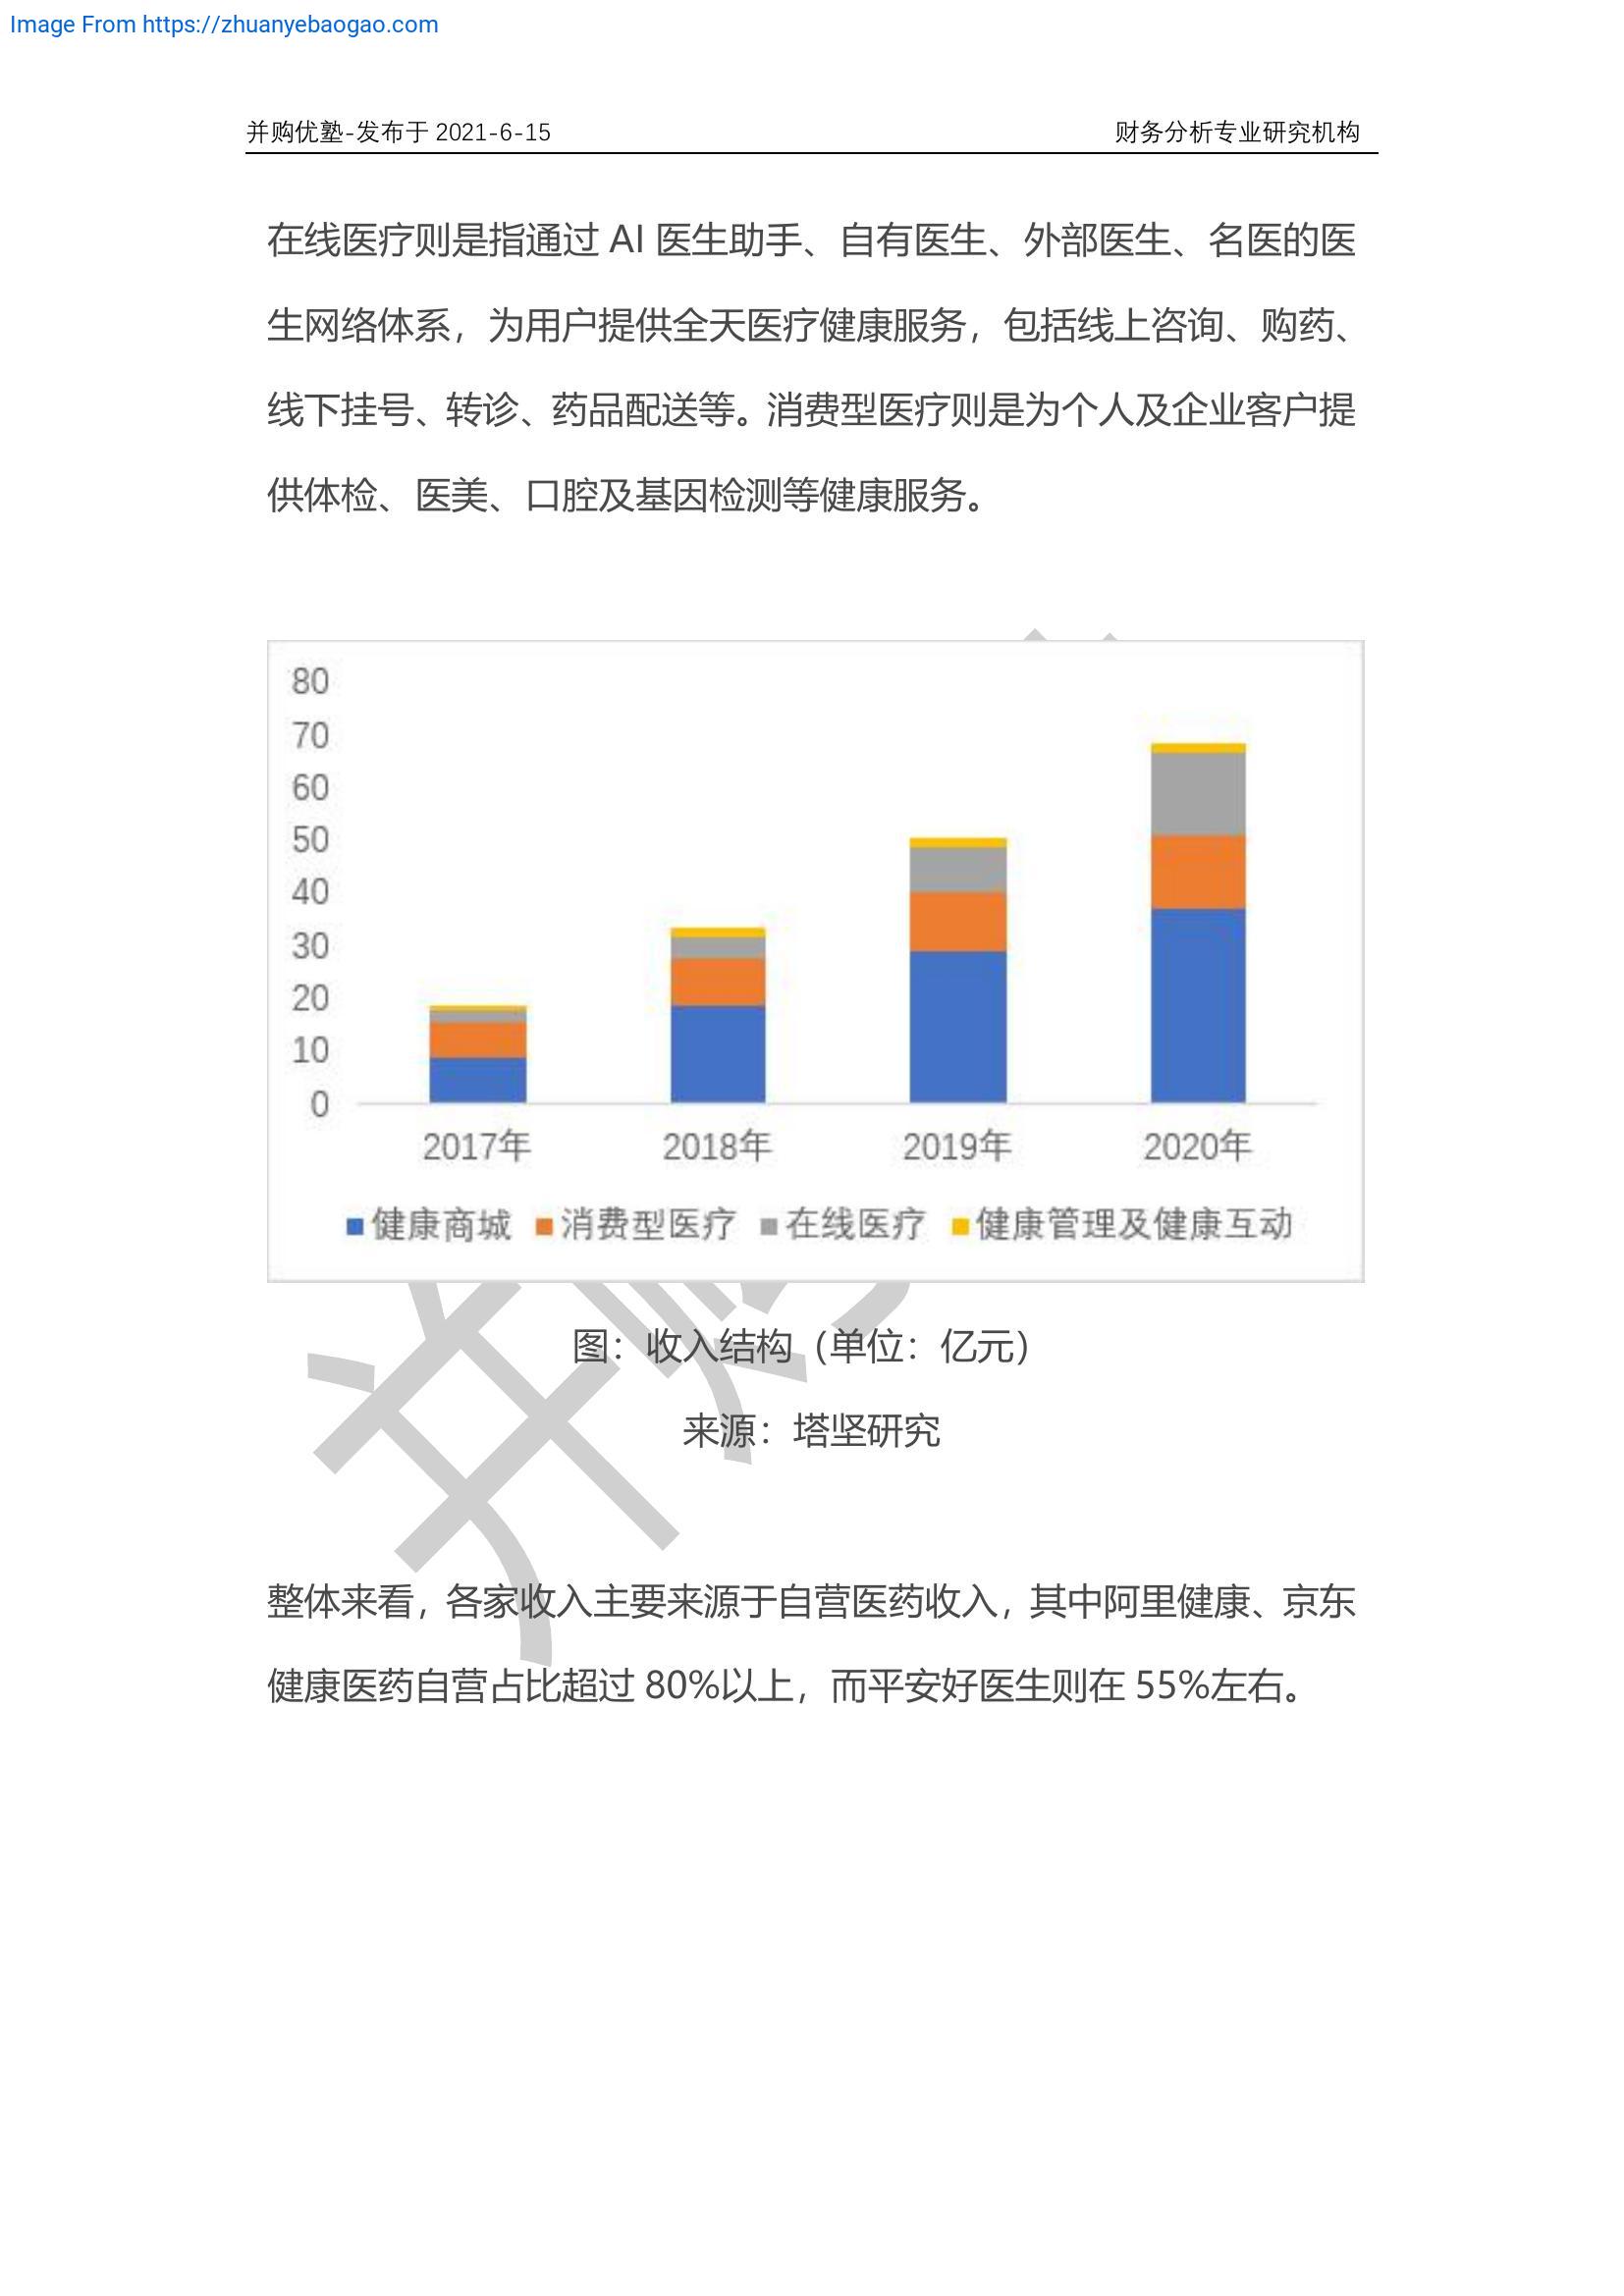 Image From https://zhuanyebaogao.com
并购优塾-发布于 2021-6-15
财务分析专业研究机构
在线医疗则是指通过 AI 医生助手、自有医生、外部医生、名医的医
生网络体系，为用户提供全天医疗健康服务，包括线上咨询、购药、
线下挂号、转诊、药品配送等。消费型医疗则是为个人及企业客户提
供体检、医美、口腔及基因检测等健康服务。
80
70
60
50
40
30
20
10
0
2017年 2018年 2019年 2020年
健康商城 消费型医疗 在线医疗 健康管理及健康互动
图：收入结构（单位：亿元）
来源：塔坚研究
整体来看，各家收入主要来源于自营医药收入，其中阿里健康、京东
健康医药自营占比超过 80%以上，而平安好医生则在 55%左右。